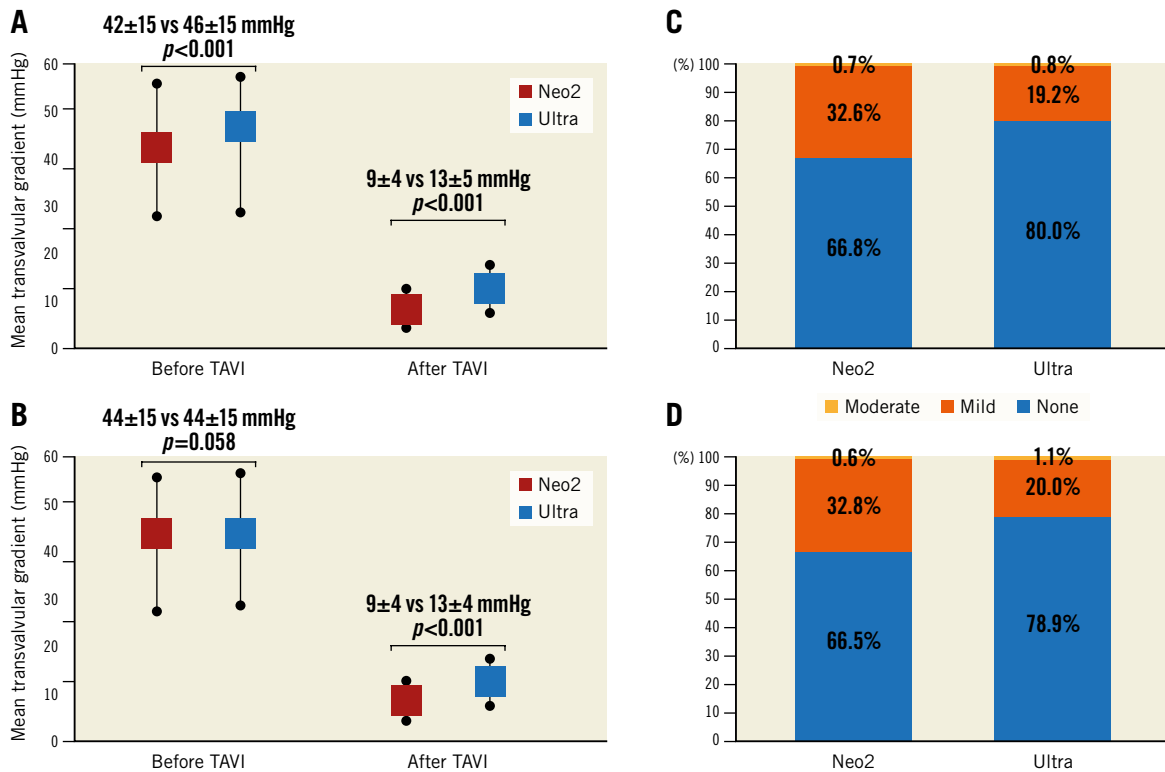 A
42±15 vs 46±15 mmHg
p<0.001
Mean transvalvular gradient (mmHg)
60
50
40
30
20
10
0
Neo2
Ultra
9±4 vs 13±5 mmHg
p<0.001
Before TAVI
After TAVI
C
(%) 100
90
80
70
60
50
40
30
20
10
0
0.7%
32.6%
66.8%
0.8%
19.2%
80.0%
Neo2
Ultra
Moderate
Mild
None
B
44±15 vs 44±15 mmHg
p=0.058
Mean transvalvular gradient (mmHg)
60
50
40
30
20
10
0
Neo2
Ultra
9±4 vs 13±4 mmHg
p<0.001
Before TAVI
After TAVI
D
(%) 100
90
80
70
60
50
40
30
20
10
0
0.6%
32.8%
66.5%
1.1%
20.0%
78.9%
Neo2
Ultra